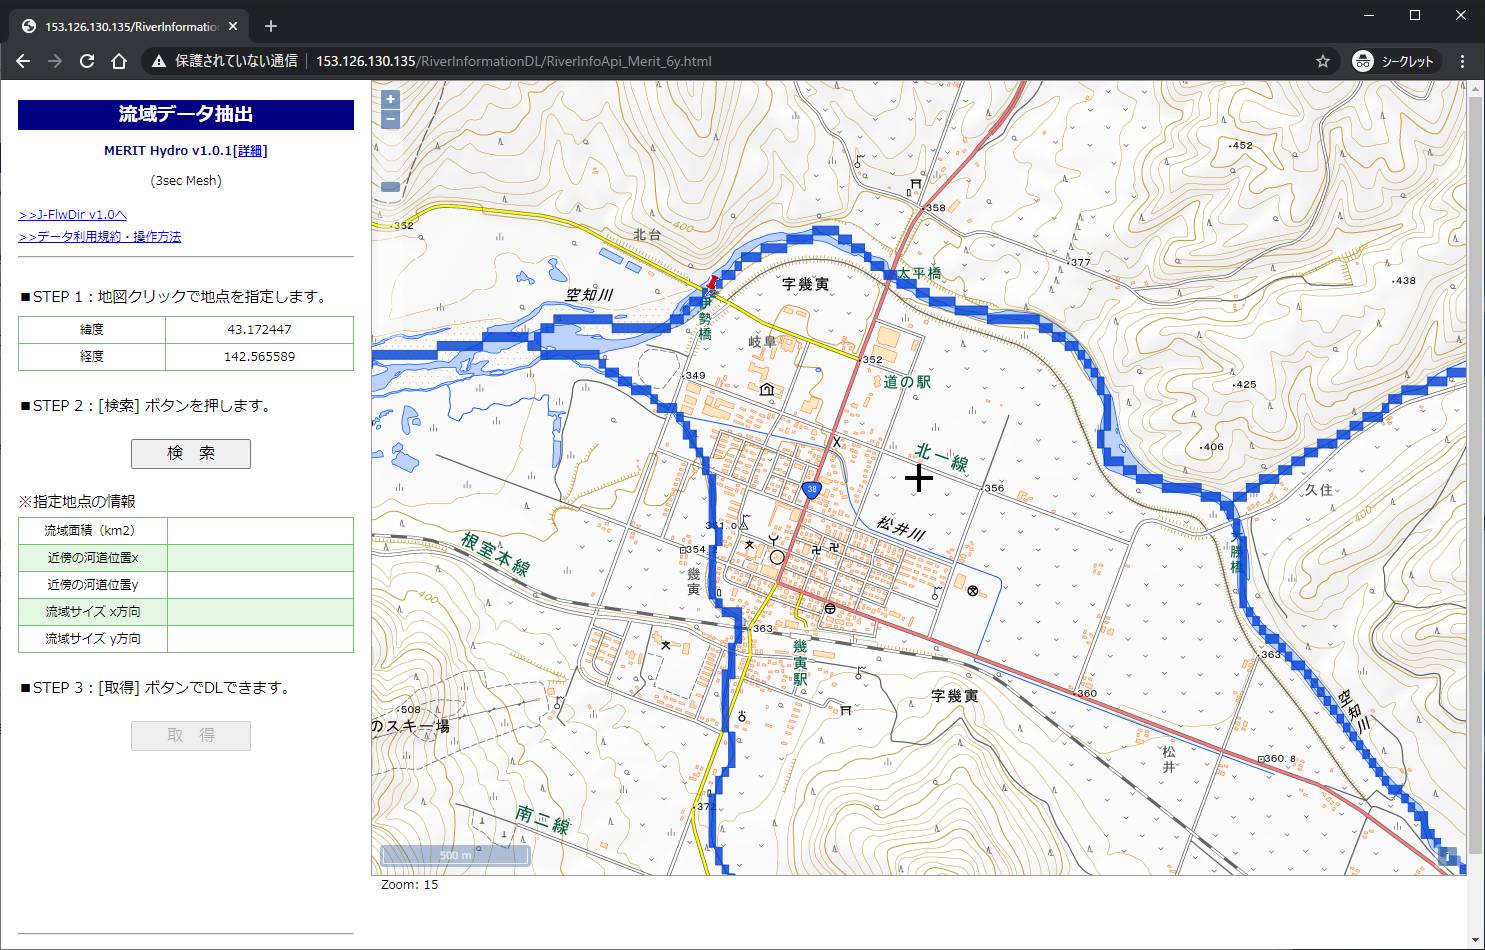 153.126.130.135/RiverInformatio
保護されていない通信
153.126.130.135/RiverInformationDL/RiverInfoApi_Merit_6y.html
シークレット
流域データ抽出
MERIT Hydro v1.0.1[詳細]
(3sec Mesh)
>>J-FlwDir v1.0へ
>>データ利用規約・操作方法
■STEP 1：地図クリックで地点を指定します。
緯度 43.172447
経度 142.565589
■STEP 2：[検索] ボタンを押します。
検 索
※指定地点の情報
流域面積（km2）
近傍の河道位置x
近傍の河道位置y
流域サイズ x方向
流域サイズ y方向
■STEP 3：[取得] ボタンでDLできます。
取 得
+
−
452
358
352
400
北台
377
太平橋
438
空知川
字幾寅
伊勢橋
岐阜
352
349
道の駅
425
406
北一線
356
久住
38
松井川
400
354
根室本線
幾寅
400
363
幾寅駅
363
360
字幾寅
508
のスキー場
空知川
松井
360.8
372
南二線
500 m
i
Zoom: 15